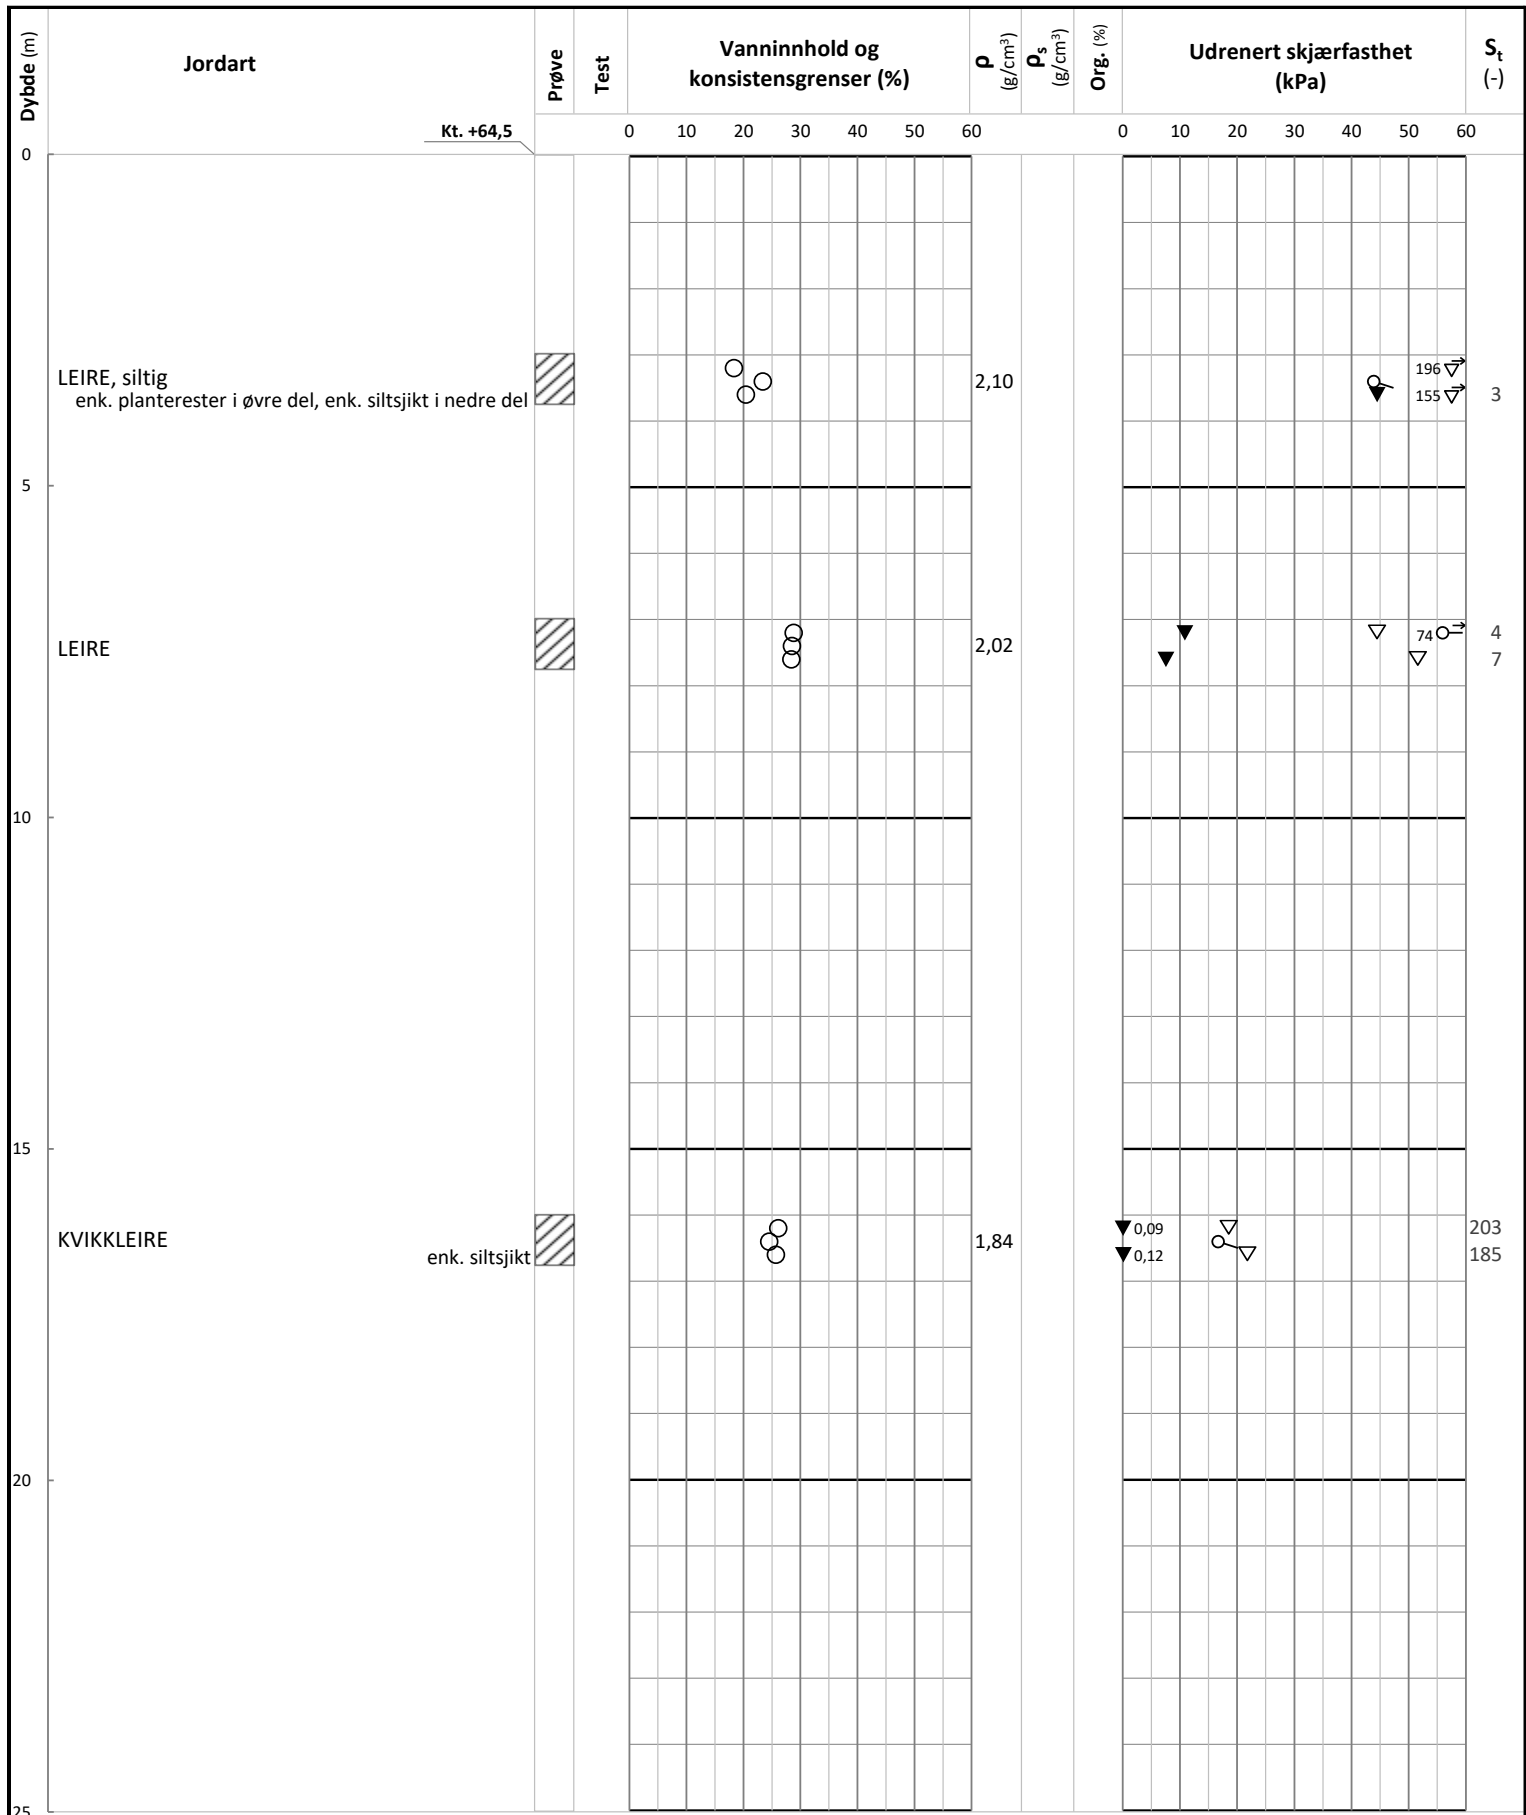 Dybde (m)
Jordart
Prøve
Test
Vanninnhold og
konsistensgrenser (%)
ρ
(g/cm³)
ρs
(g/cm³)
Org. (%)
Udrenert skjærfasthet
(kPa)
St
(-)
Kt. +64,5
0 10 20 30 40 50 60
0 10 20 30 40 50 60
0
LEIRE, siltig
enk. planterester i øvre del, enk. siltsjikt i nedre del
2,10
196
155
3
5
LEIRE
2,02
74
4
7
10
15
KVIKKLEIRE
enk. siltsjikt
1,84
0,09
0,12
203
185
20
25